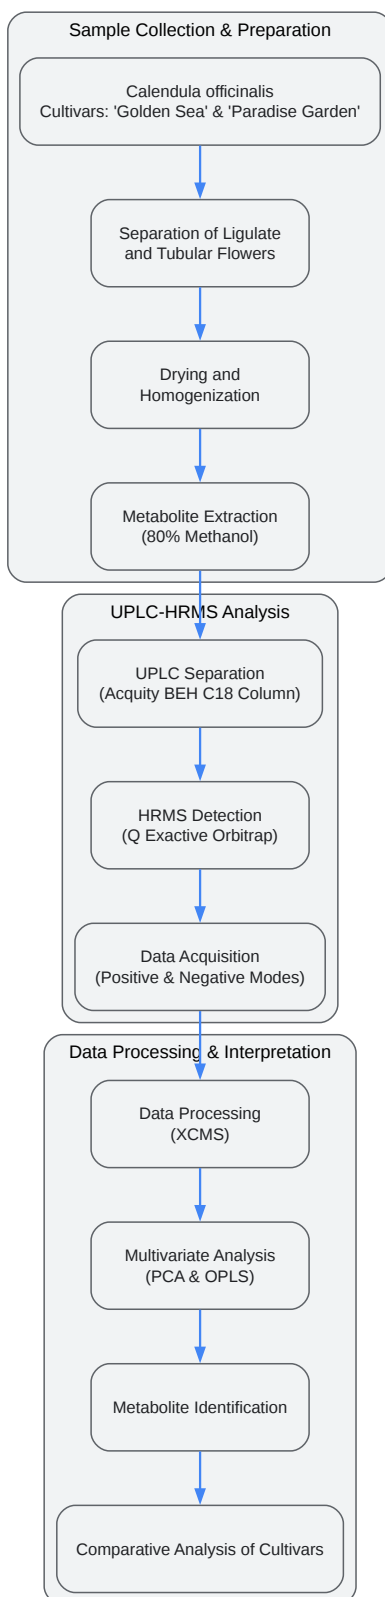 Sample Collection & Preparation
Calendula officinalis
Cultivars: 'Golden Sea' & 'Paradise Garden'
Separation of Ligulate
and Tubular Flowers
Drying and
Homogenization
Metabolite Extraction
(80% Methanol)
UPLC-HRMS Analysis
UPLC Separation
(Acquity BEH C18 Column)
HRMS Detection
(Q Exactive Orbitrap)
Data Acquisition
(Positive & Negative Modes)
Data Processing & Interpretation
Data Processing
(XCMS)
Multivariate Analysis
(PCA & OPLS)
Metabolite Identification
Comparative Analysis of Cultivars